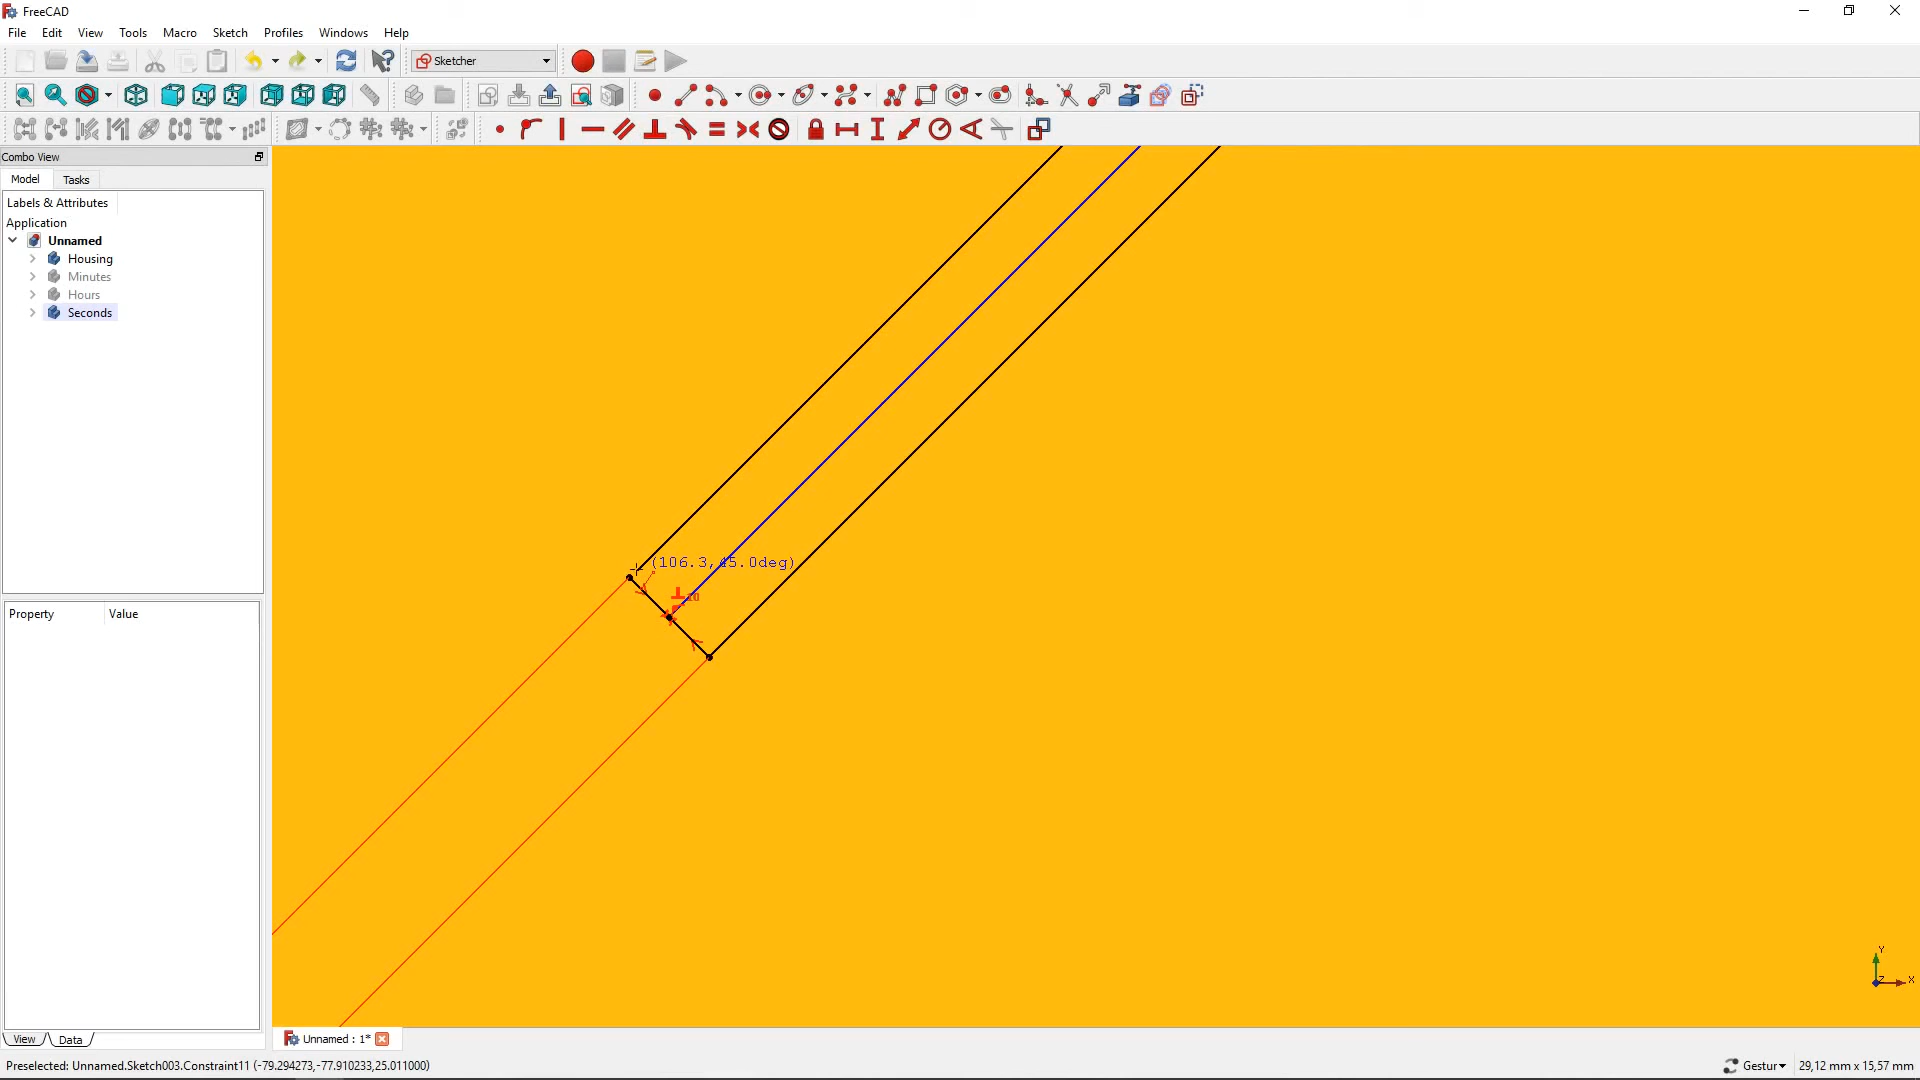 FreeCAD
File Edit View Tools Macro Sketch Profiles Windows Help
Sketcher
Combo View
Model Tasks
Labels & Attributes
Application
Unnamed
Housing
Minutes
Hours
Seconds
(106.3,45.0deg)
10
Property Value
Y
Z X
View Data
Unnamed : 1*
Preselected: Unnamed.Sketch003.Constraint11 (-79.294273,-77.910233,25.011000)
Gestur 29,12 mm x 15,57 mm